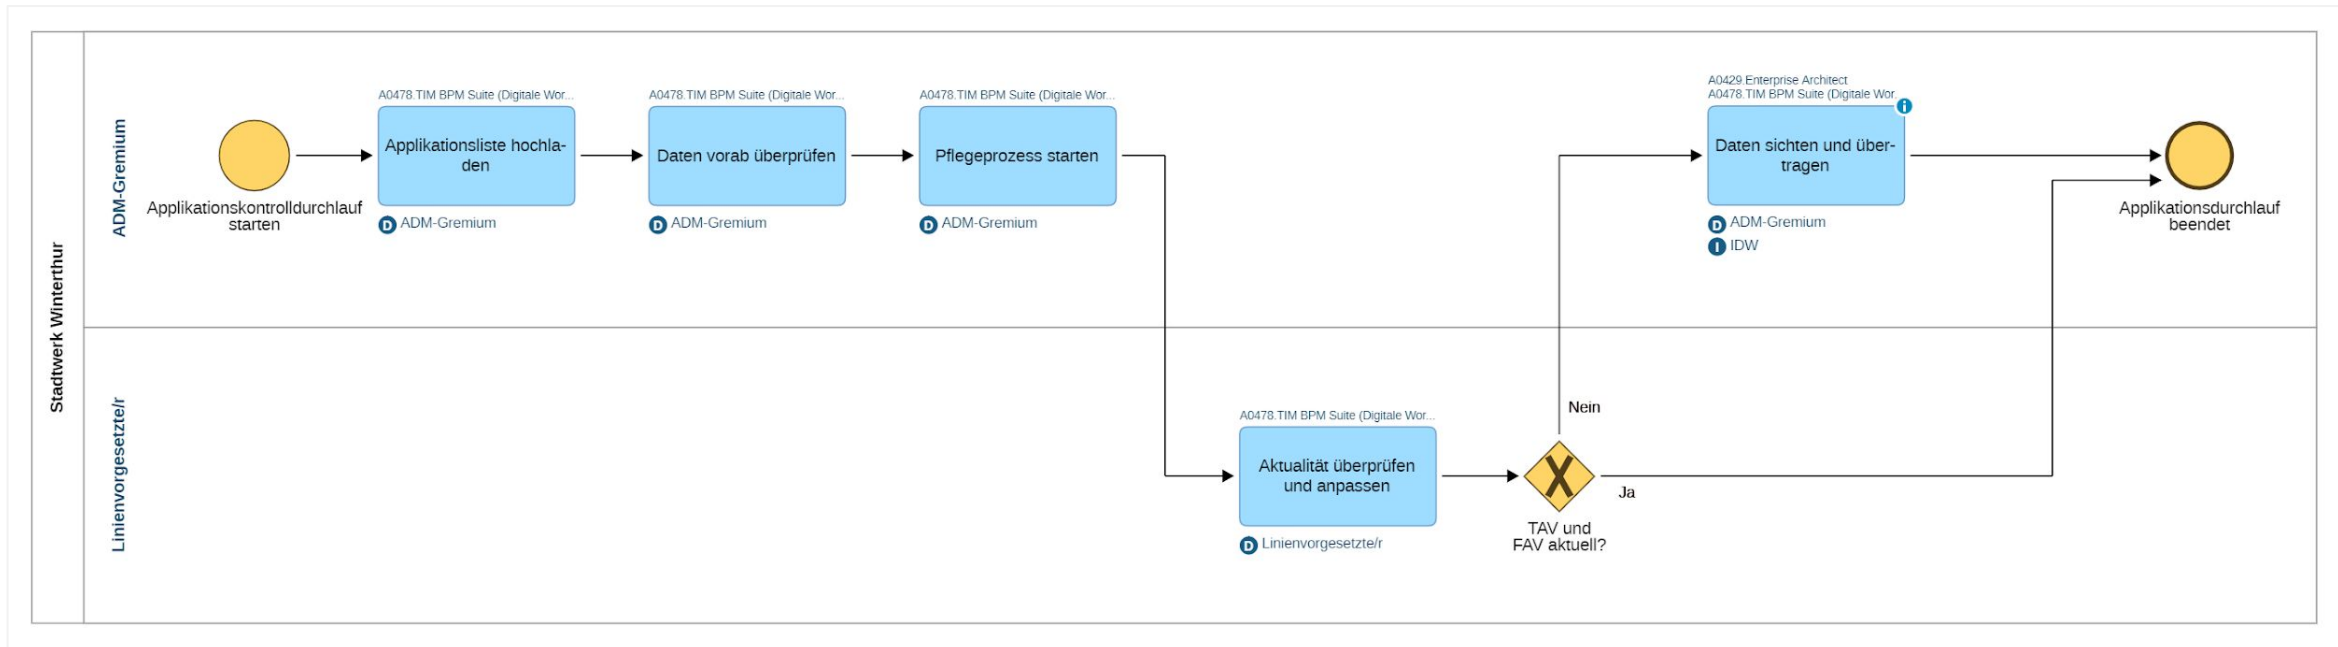 Stadtwerk Winterthur
ADM-Gremium
Applikationskontrolldurchlauf
starten
A0478.TIM BPM Suite (Digitale Wor...
Applikationsliste hochla-
den
D ADM-Gremium
A0478.TIM BPM Suite (Digitale Wor...
Daten vorab überprüfen
D ADM-Gremium
A0478.TIM BPM Suite (Digitale Wor...
Pflegeprozess starten
D ADM-Gremium
A0429.Enterprise Architect
A0478.TIM BPM Suite (Digitale Wor...
i
Daten sichten und über-
tragen
D ADM-Gremium
I IDW
Applikationsdurchlauf
beendet
Linienvorgesetzte/r
A0478.TIM BPM Suite (Digitale Wor...
Aktualität überprüfen
und anpassen
D Linienvorgesetzte/r
Nein
Ja
TAV und
FAV aktuell?